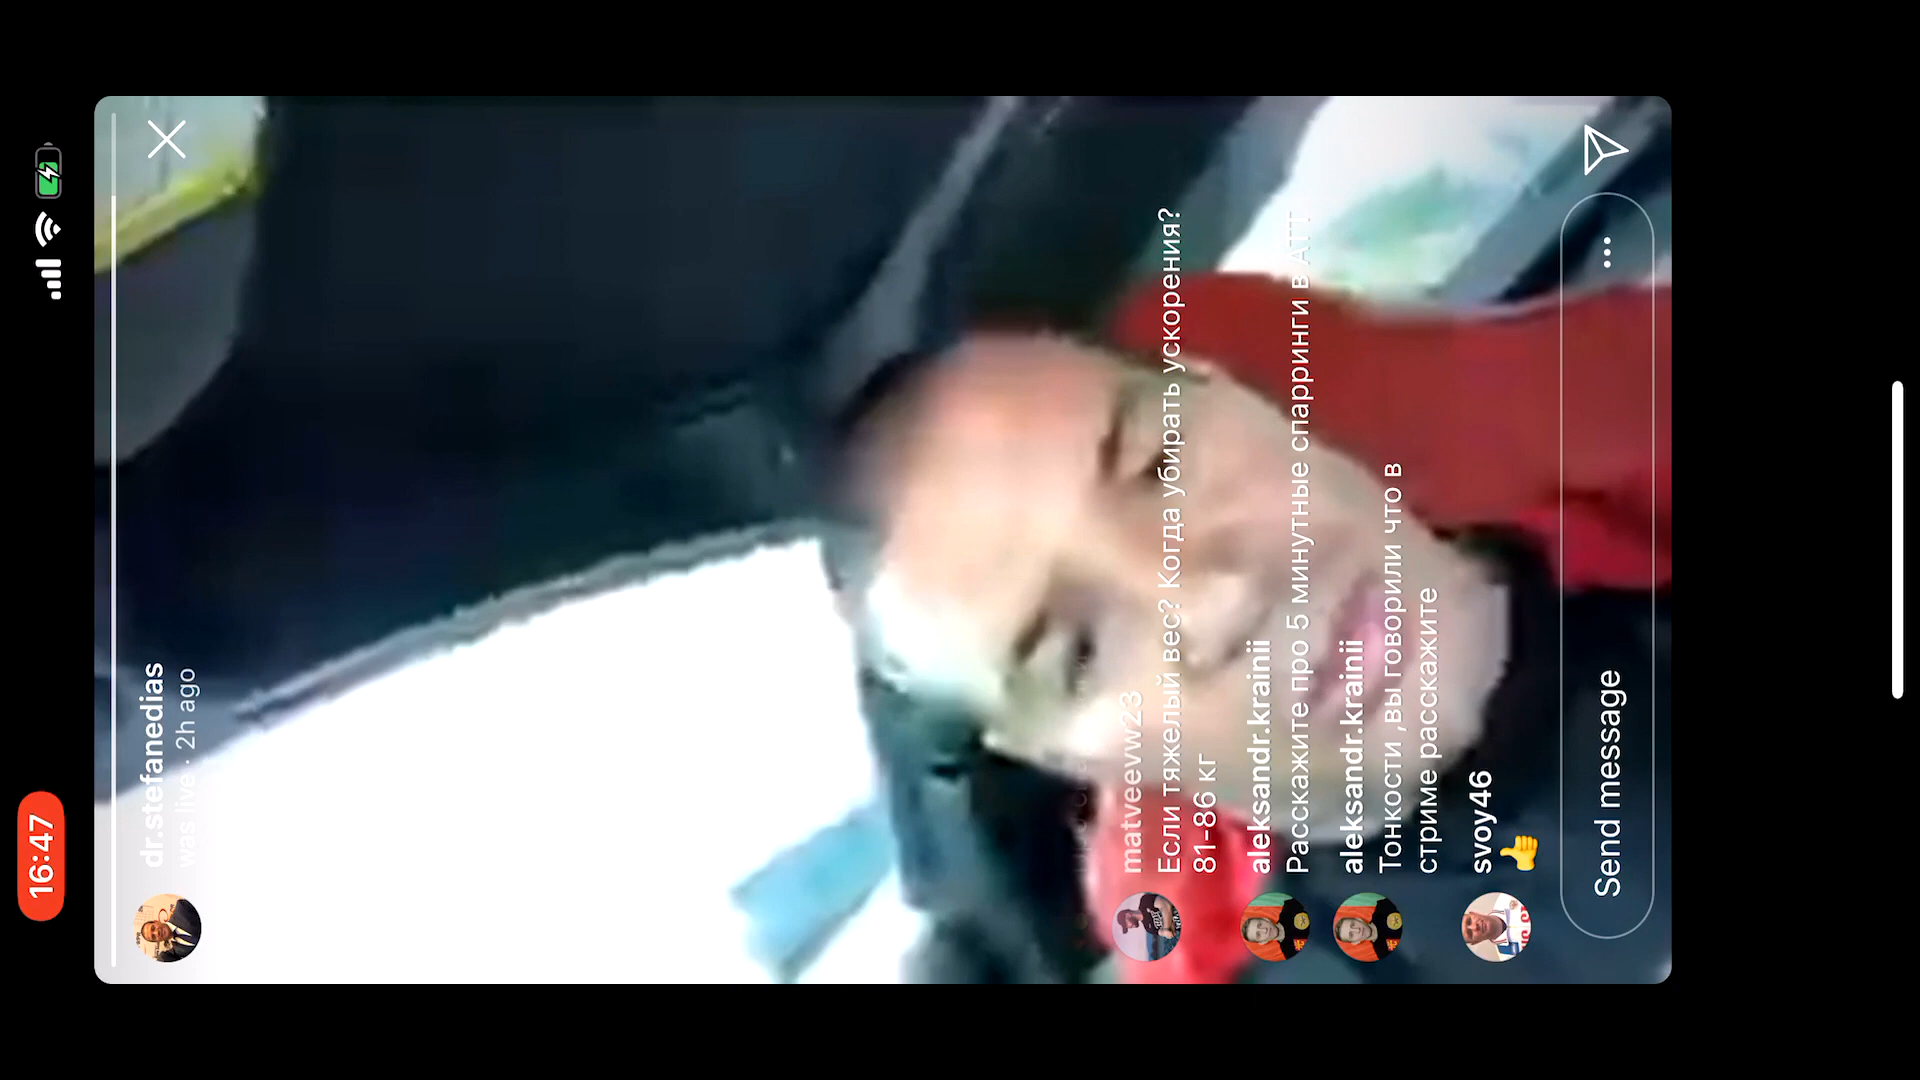 16:47
dr.stefanedias
was live · 2h ago
matveevw23
Если тяжелый вес? Когда убирать ускорения?
81-86 кг
aleksandr.krainii
Расскажите про 5 минутные спарринги в АТТ
aleksandr.krainii
Тонкости ,вы говорили что в
стриме расскажите
svoy46
👍
Send message